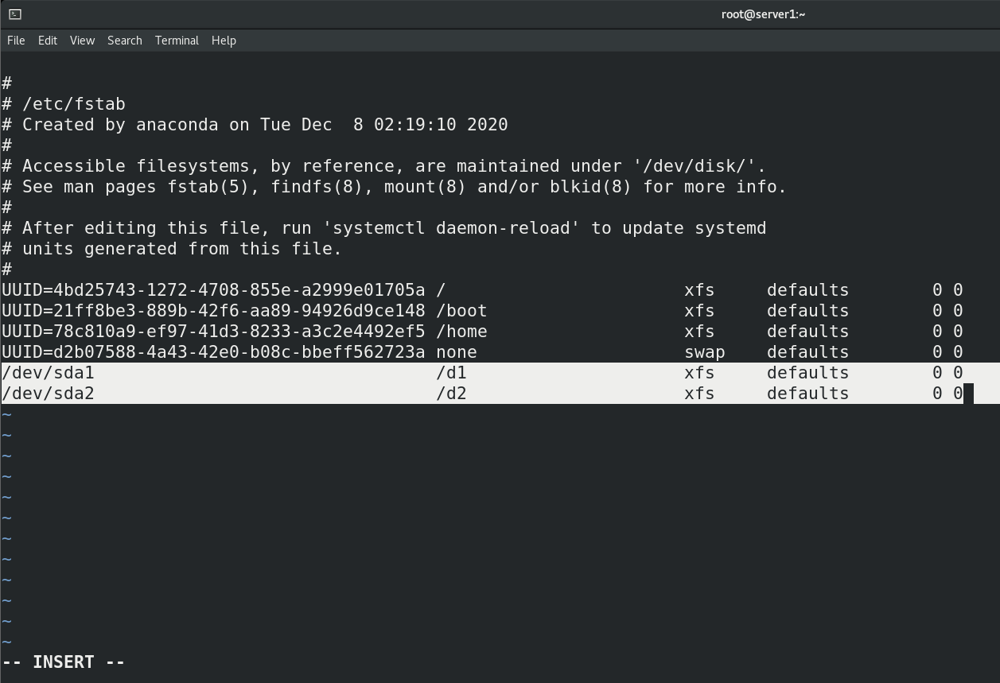 root@server1:~
File Edit View Search Terminal Help
#
# /etc/fstab
# Created by anaconda on Tue Dec  8 02:19:10 2020
#
# Accessible filesystems, by reference, are maintained under '/dev/disk/'.
# See man pages fstab(5), findfs(8), mount(8) and/or blkid(8) for more info.
#
# After editing this file, run 'systemctl daemon-reload' to update systemd
# units generated from this file.
#
UUID=4bd25743-1272-4708-855e-a2999e01705a /                       xfs     defaults        0 0
UUID=21ff8be3-889b-42f6-aa89-94926d9ce148 /boot                   xfs     defaults        0 0
UUID=78c810a9-ef97-41d3-8233-a3c2e4492ef5 /home                   xfs     defaults        0 0
UUID=d2b07588-4a43-42e0-b08c-bbeff562723a none                    swap    defaults        0 0
/dev/sda1                                 /d1                     xfs     defaults        0 0
/dev/sda2                                 /d2                     xfs     defaults        0 0
~
~
~
~
~
~
~
~
~
~
~
~
-- INSERT --